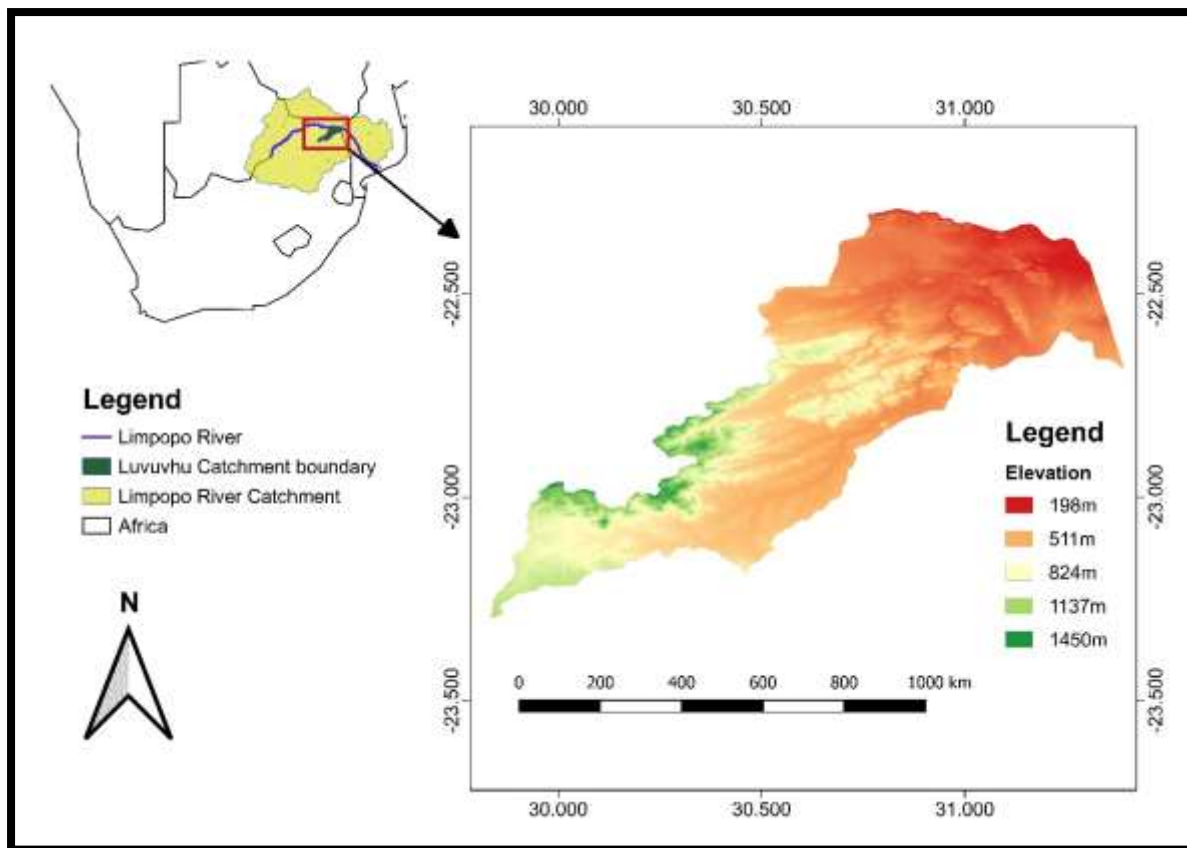 30.000 30.500 31.000
-22.500 -22.500
Legend
Limpopo River
Luvuvhu Catchment boundary
Limpopo River Catchment
Africa
N
Legend
Elevation
198m
511m
824m
1137m
1450m
-23.000 -23.000
0 200 400 600 800 1000 km
-23.500 -23.500
30.000 30.500 31.000